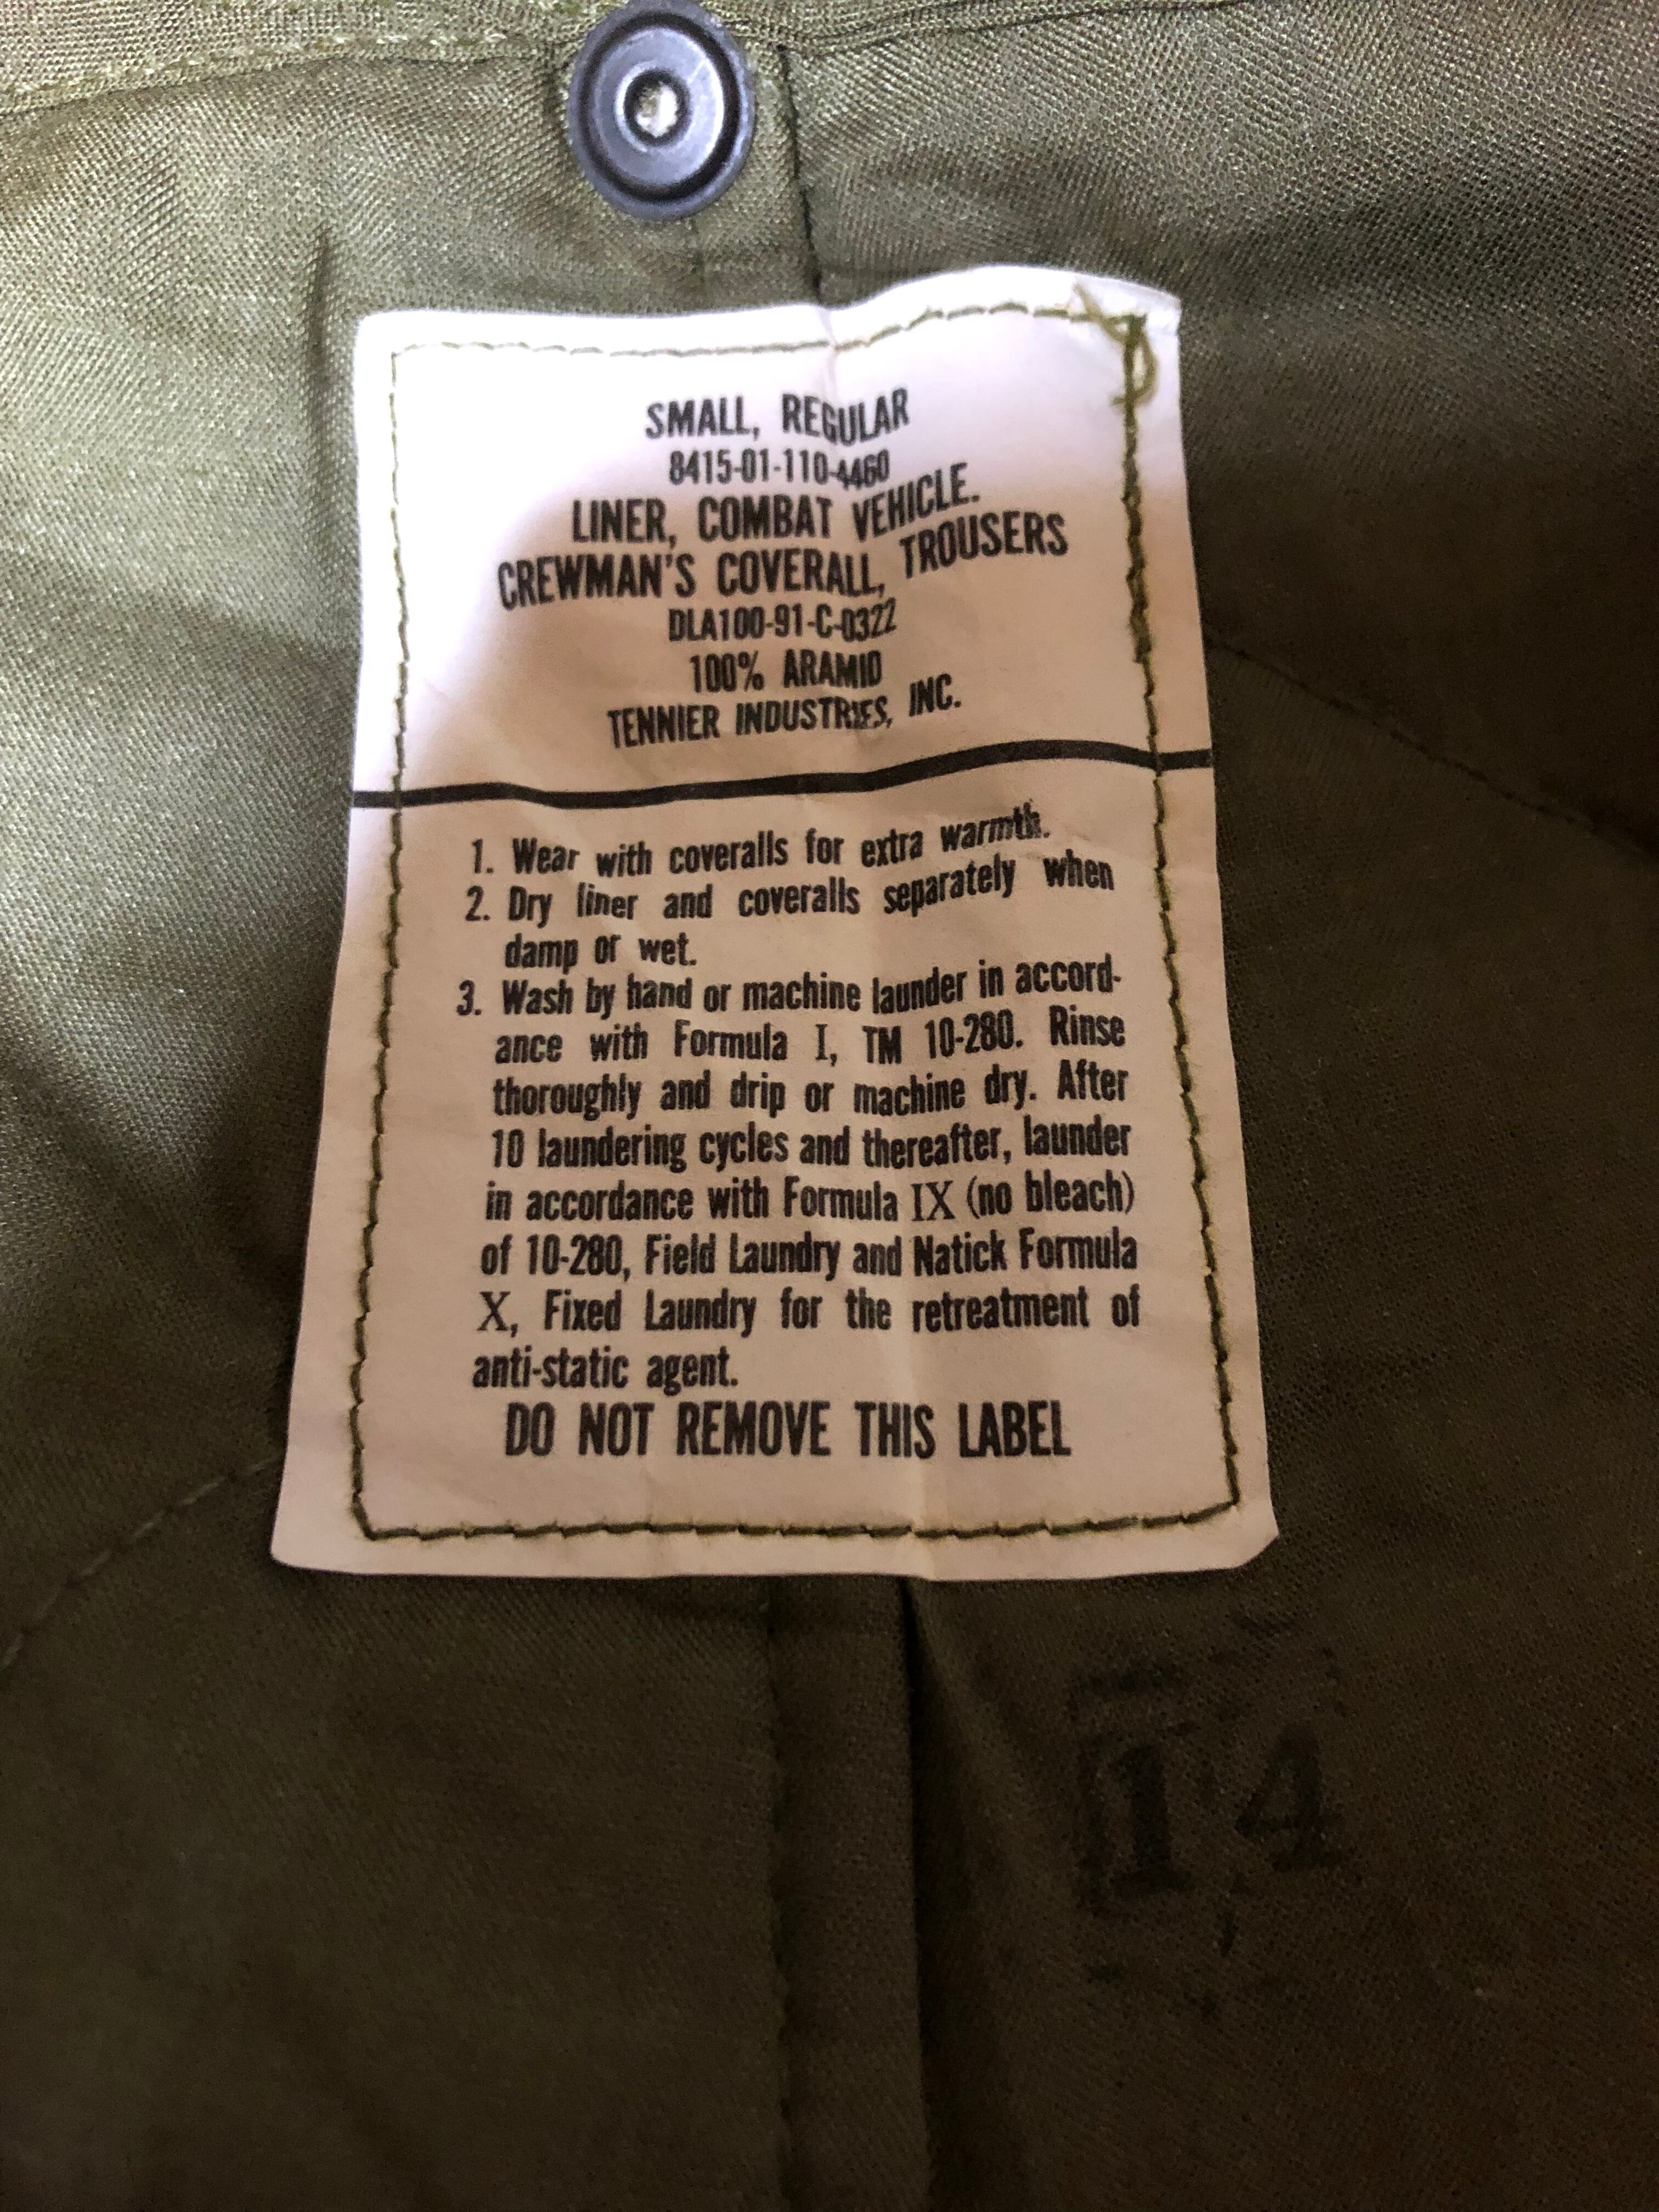 SMALL, REGULAR
8415-01-110-4460
LINER, COMBAT VEHICLE.
CREWMAN'S COVERALL, TROUSERS
DLA100-91-C-0322
100% ARAMID
TENNIER INDUSTRIES, INC.
1. Wear with coveralls for extra warmth.
2. Dry liner and coveralls separately when
damp or wet.
3. Wash by hand or machine launder in accord-
ance with Formula I, TM 10-280. Rinse
thoroughly and drip or machine dry. After
10 laundering cycles and thereafter, launder
in accordance with Formula IX (no bleach)
of 10-280, Field Laundry and Natick Formula
X, Fixed Laundry for the retreatment of
anti-static agent.
DO NOT REMOVE THIS LABEL
14